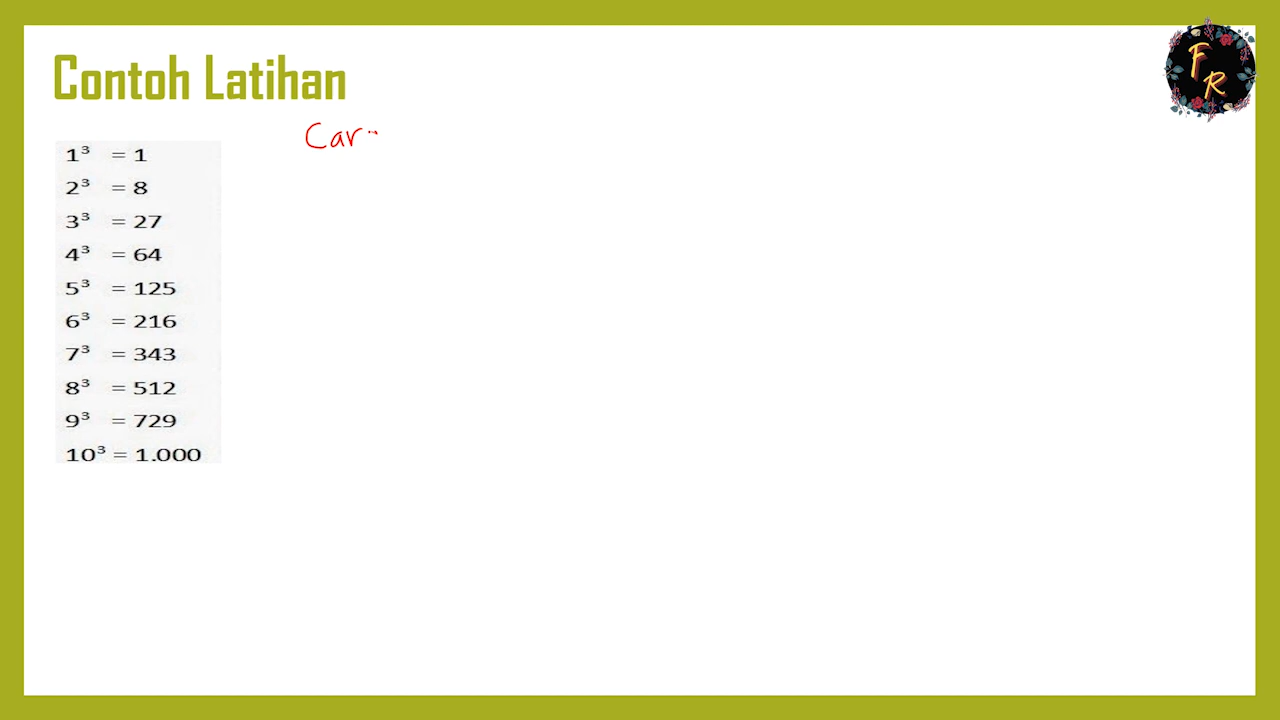 Contoh Latihan
F
R
Car
1³ = 1
2³ = 8
3³ = 27
4³ = 64
5³ = 125
6³ = 216
7³ = 343
8³ = 512
9³ = 729
10³ = 1.000